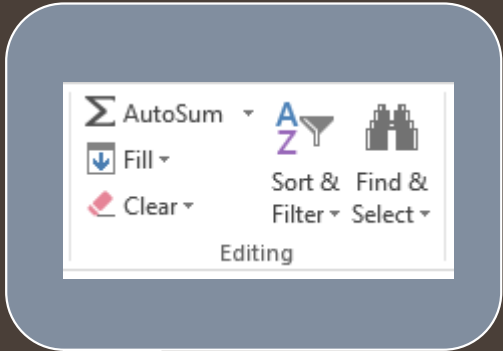 AutoSum
Fill
Clear
Sort &
Filter
Find &
Select
Editing